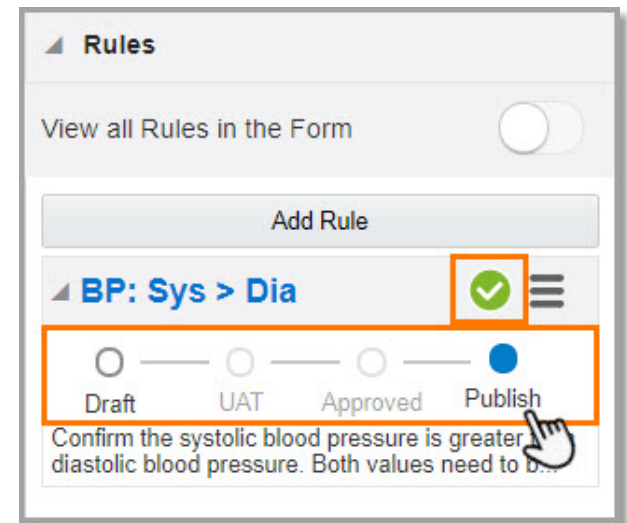 Rules
View all Rules in the Form
Add Rule
BP: Sys > Dia
Draft UAT Approved Publish
Confirm the systolic blood pressure is greater
diastolic blood pressure. Both values need to b...